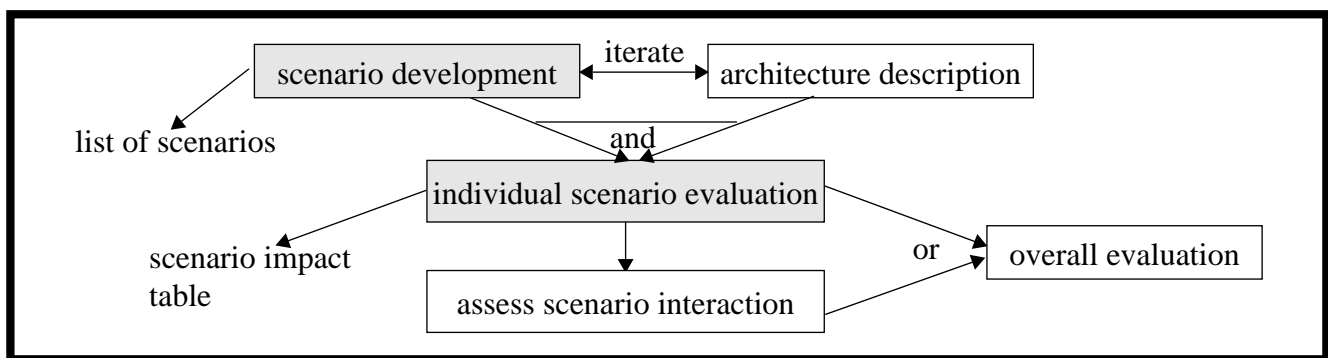 iterate
scenario development
architecture description
list of scenarios
and
individual scenario evaluation
scenario impact
table
or
overall evaluation
assess scenario interaction